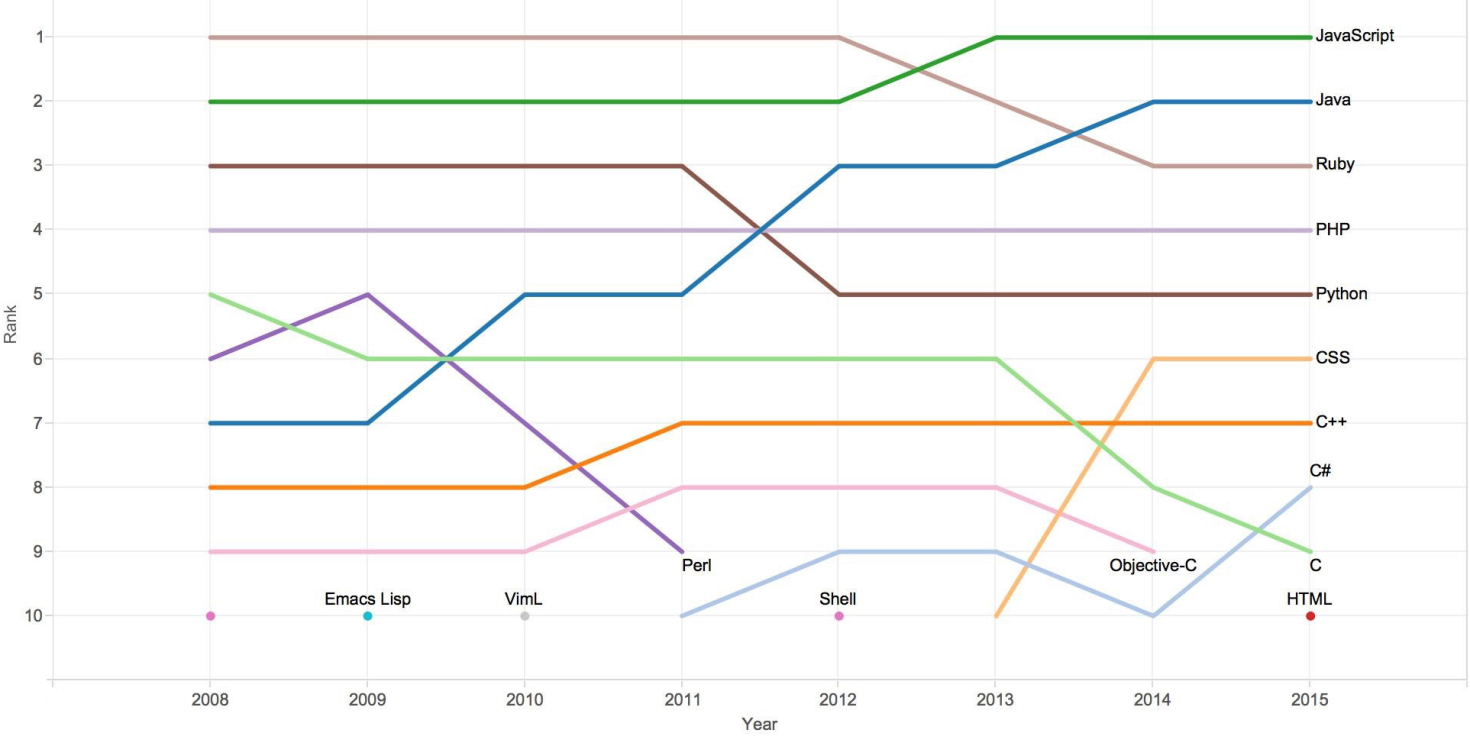 1
JavaScript
2
Java
3
Ruby
4
PHP
5
Python
Rank
6
CSS
7
C++
C#
8
9
Perl
Objective-C
C
Emacs Lisp
VimL
Shell
HTML
10
2008 2009 2010 2011 2012 2013 2014 2015
Year